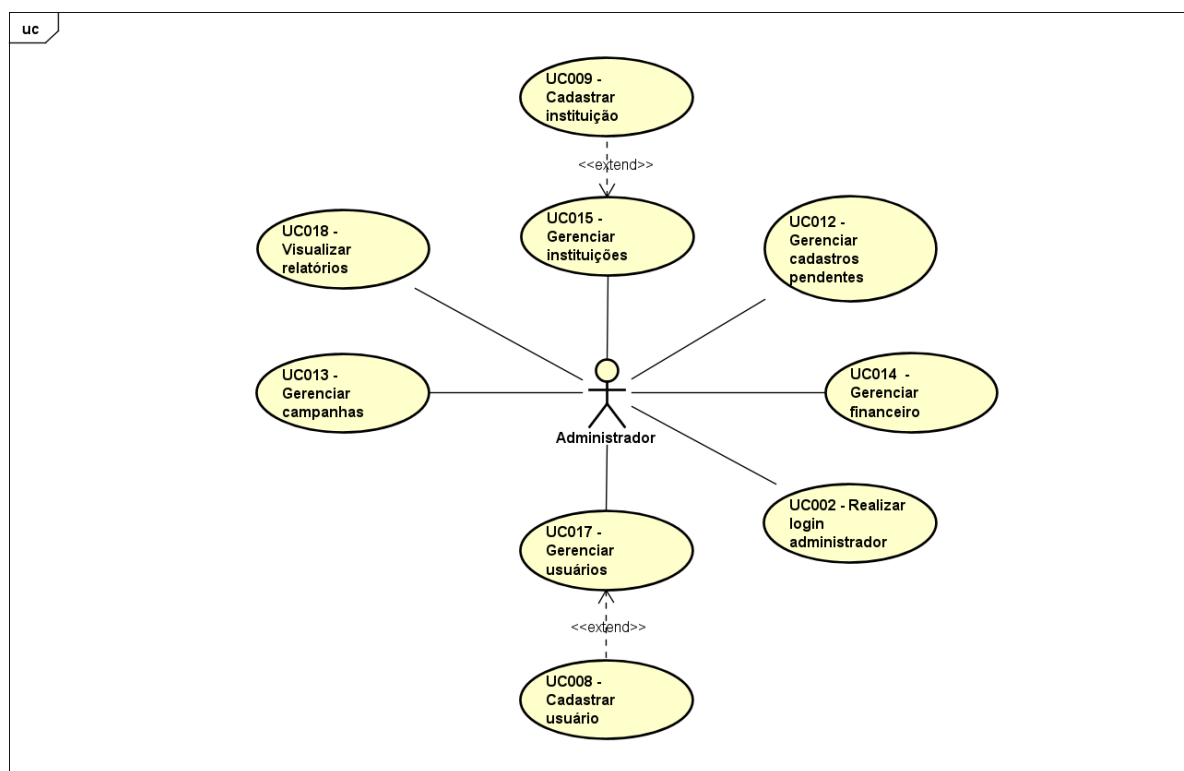 uc
UC009 -
Cadastrar
instituição
<<extend>>
UC015 -
Gerenciar
instituições
UC018 -
Visualizar
relatórios
UC012 -
Gerenciar
cadastros
pendentes
UC013 -
Gerenciar
campanhas
UC014 -
Gerenciar
financeiro
Administrador
UC002 - Realizar
login
administrador
UC017 -
Gerenciar
usuários
<<extend>>
UC008 -
Cadastrar
usuário